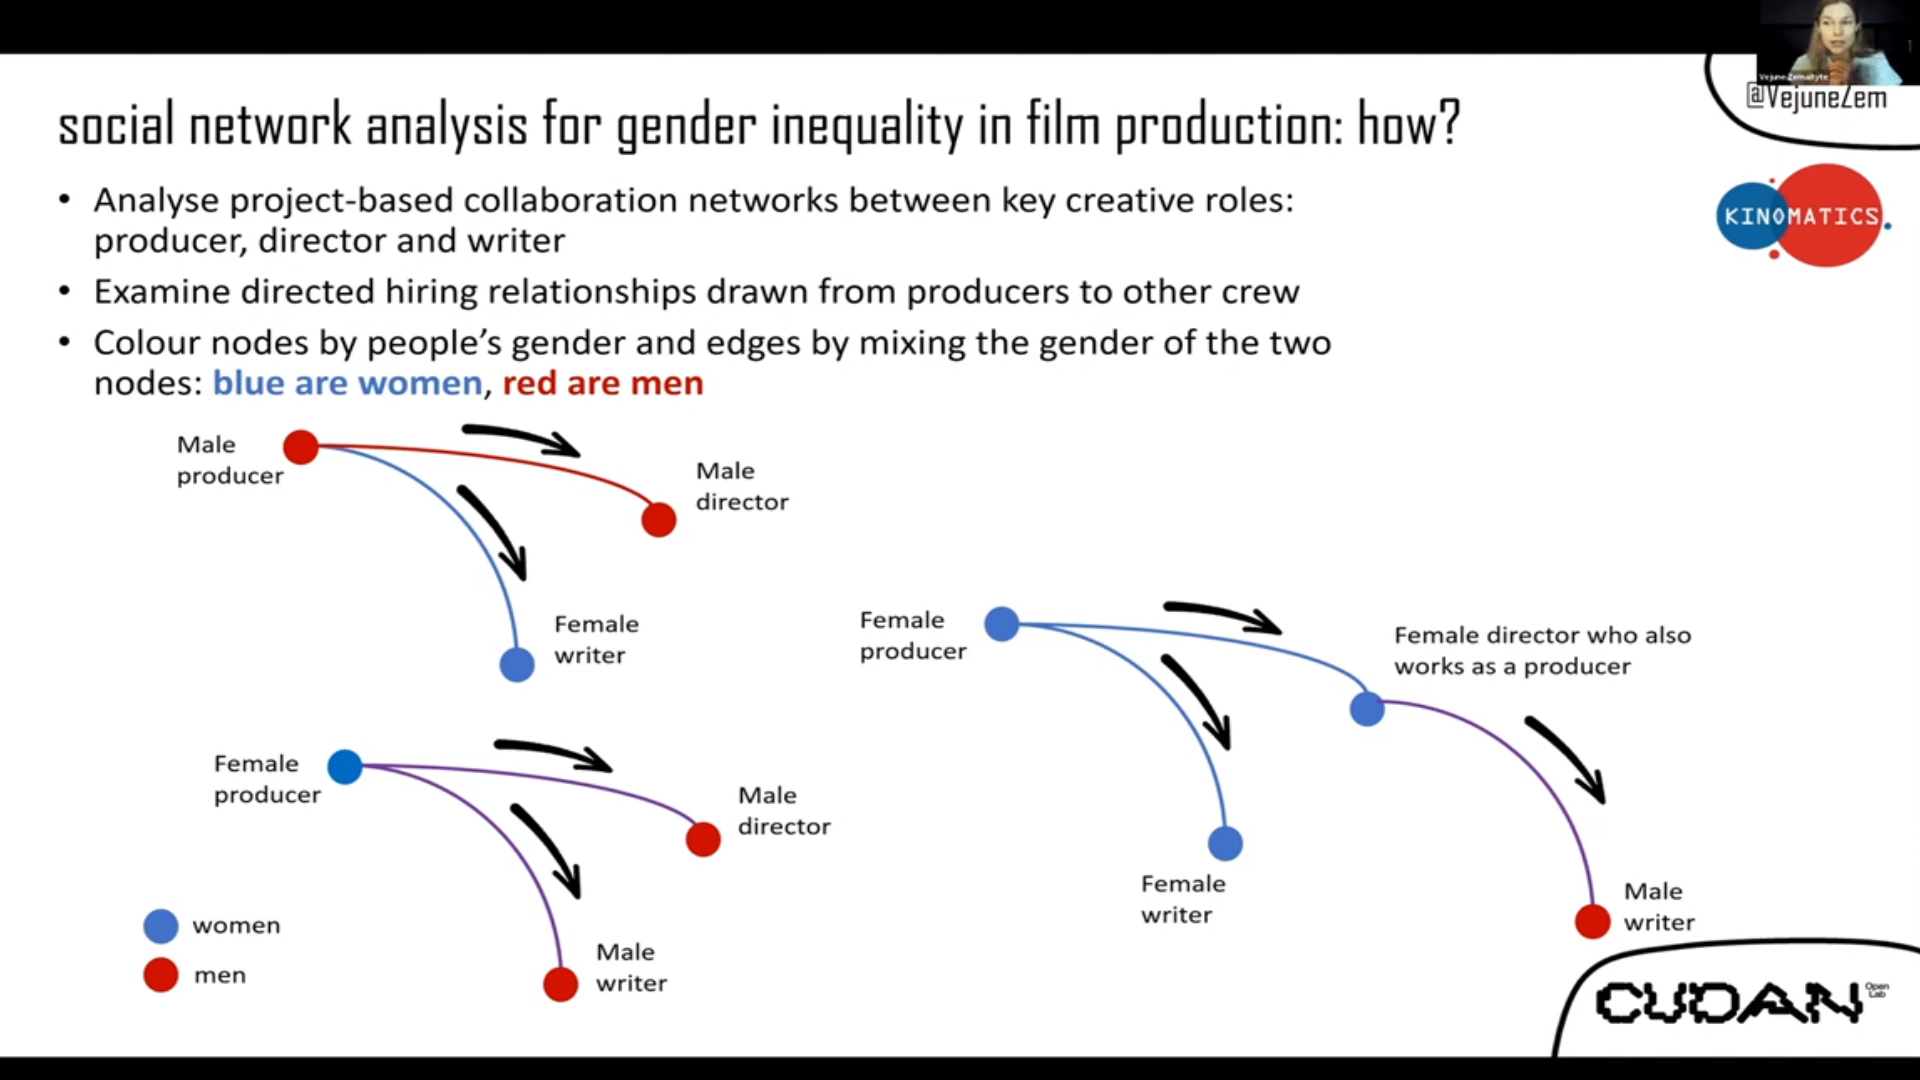 Vejune Zemaityte
@VejuneZem
social network analysis for gender inequality in film production: how?
• Analyse project-based collaboration networks between key creative roles:
producer, director and writer
• Examine directed hiring relationships drawn from producers to other crew
• Colour nodes by people’s gender and edges by mixing the gender of the two
nodes: blue are women, red are men
KINOMATICS
Male
producer
Male
director
Female
writer
Female
producer
Female director who also
works as a producer
Female
writer
Male
writer
Female
producer
Male
director
Male
writer
women
men
CUDAN
Open
Lab